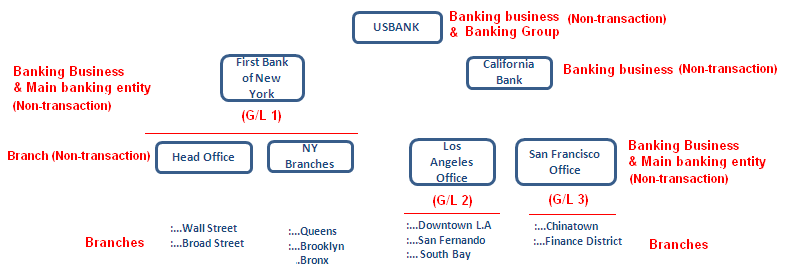 USBANK
Banking business (Non-transaction)
& Banking Group
Banking Business
& Main banking entity
(Non-transaction)
First Bank
of New
York
(G/L 1)
California
Bank
Banking business (Non-transaction)
Branch (Non-transaction)
Head Office
NY
Branches
Los
Angeles
Office
(G/L 2)
San Francisco
Office
(G/L 3)
Banking Business
& Main banking entity
(Non-transaction)
Branches
:...Wall Street
:...Broad Street
:...Queens
:...Brooklyn
..Bronx
:...Downtown L.A
:...San Fernando
:... South Bay
:...Chinatown
:...Finance District
Branches